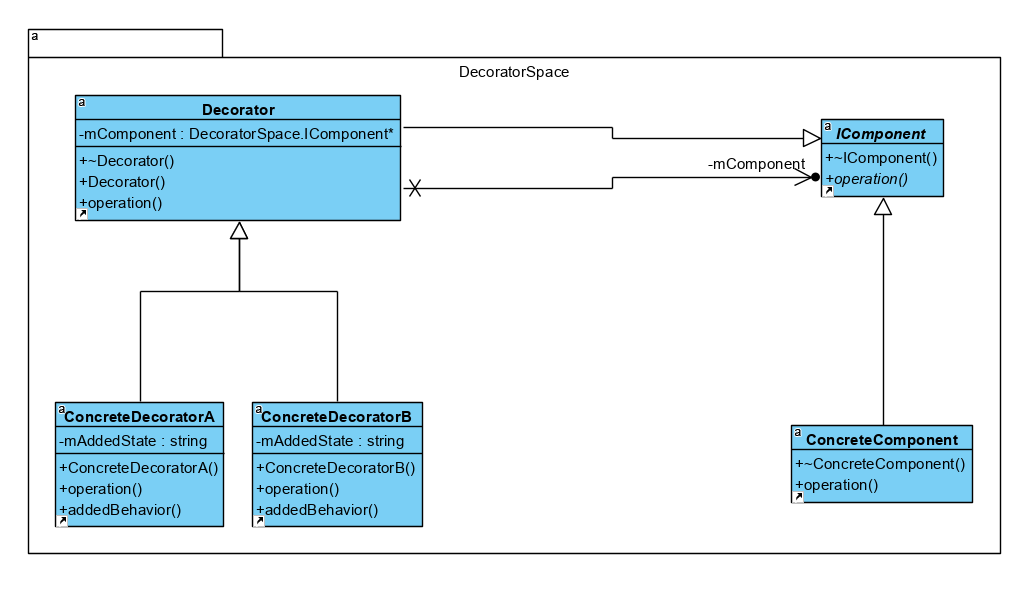 a
DecoratorSpace
a
Decorator
-mComponent : DecoratorSpace.IComponent*
+~Decorator()
+Decorator()
+operation()
-mComponent
a
IComponent
+~IComponent()
+operation()
a
ConcreteDecoratorA
-mAddedState : string
+ConcreteDecoratorA()
+operation()
+addedBehavior()
a
ConcreteDecoratorB
-mAddedState : string
+ConcreteDecoratorB()
+operation()
+addedBehavior()
a
ConcreteComponent
+~ConcreteComponent()
+operation()